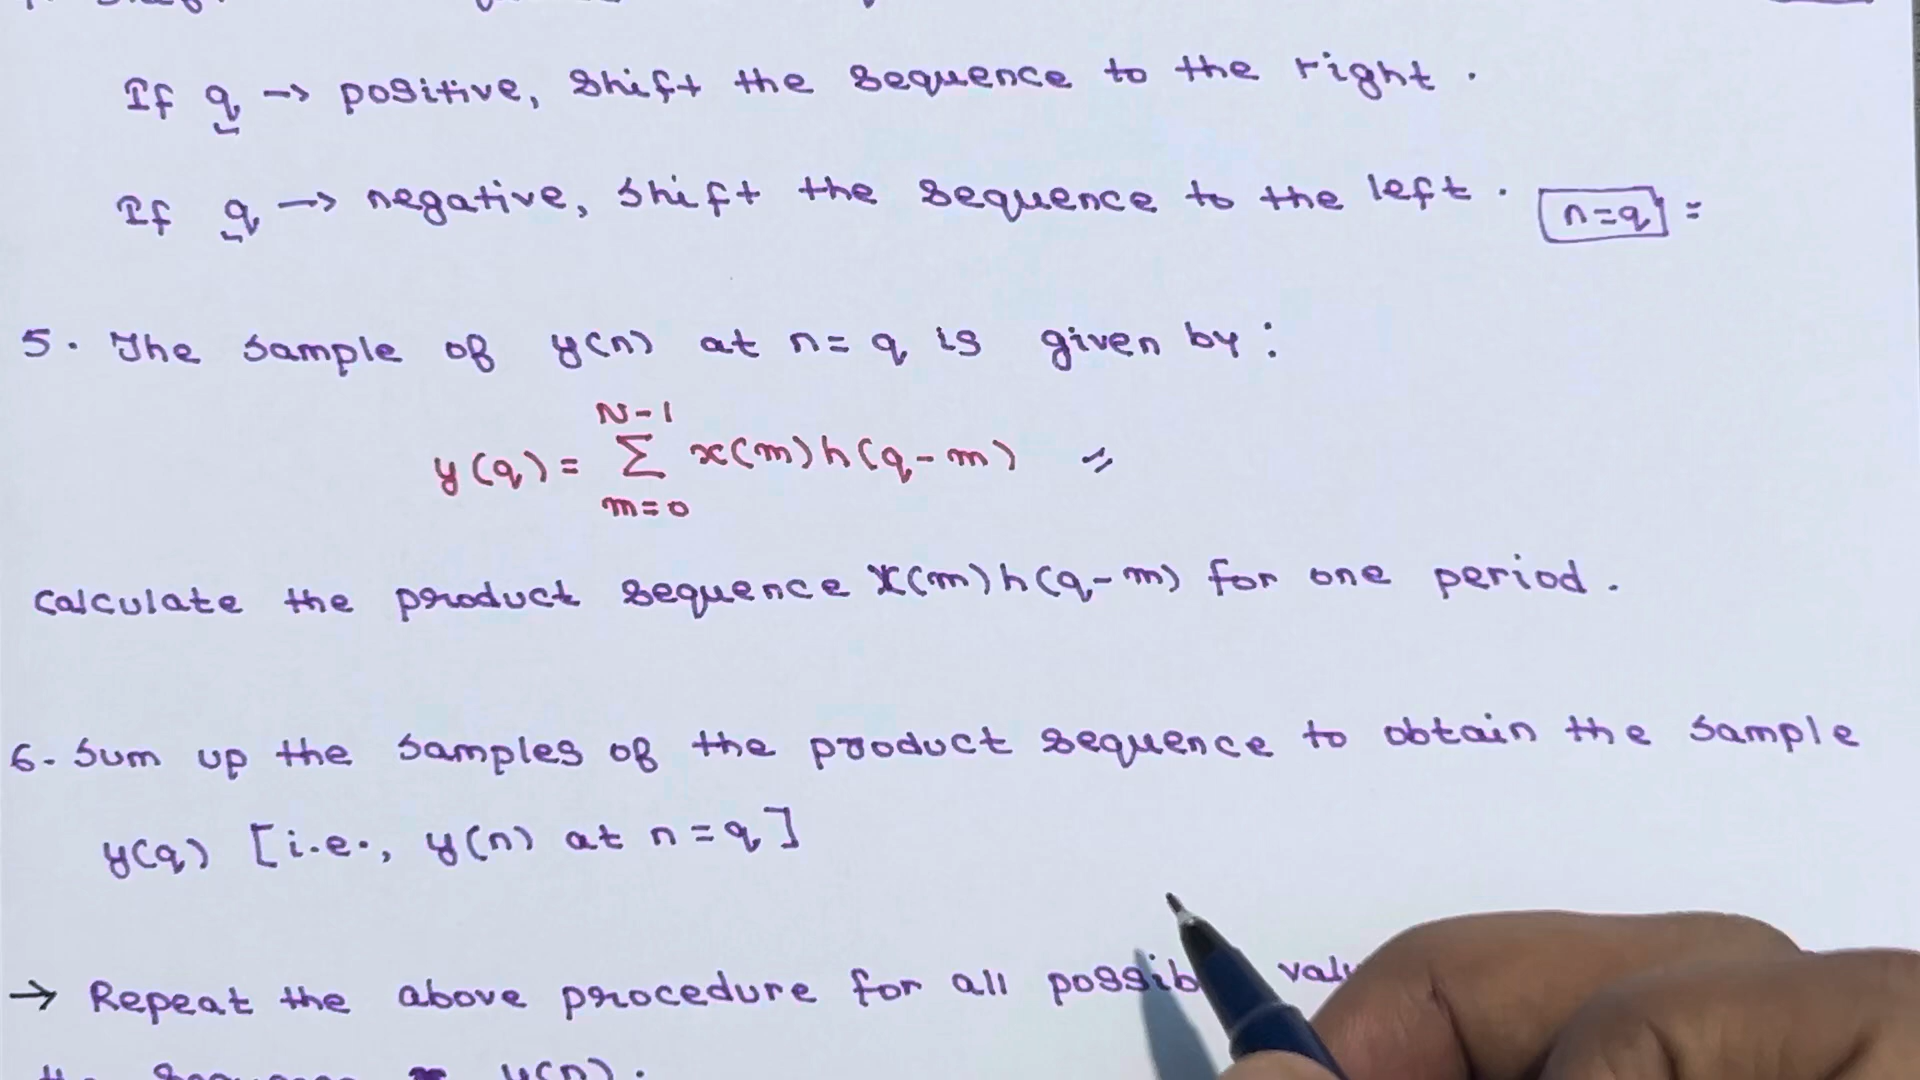 If q → positive, shift the sequence to the right.
If q → negative, shift the sequence to the left. n=q =
5. The sample of y(n) at n= q is given by:
N-1
y(q) = Σ x(m)h(q-m) =
m=0
calculate the product sequence x(m)h(q-m) for one period.
6. Sum up the samples of the product sequence to obtain the sample
y(q) [i.e., y(n) at n=q]
→ Repeat the above procedure for all
y(n).